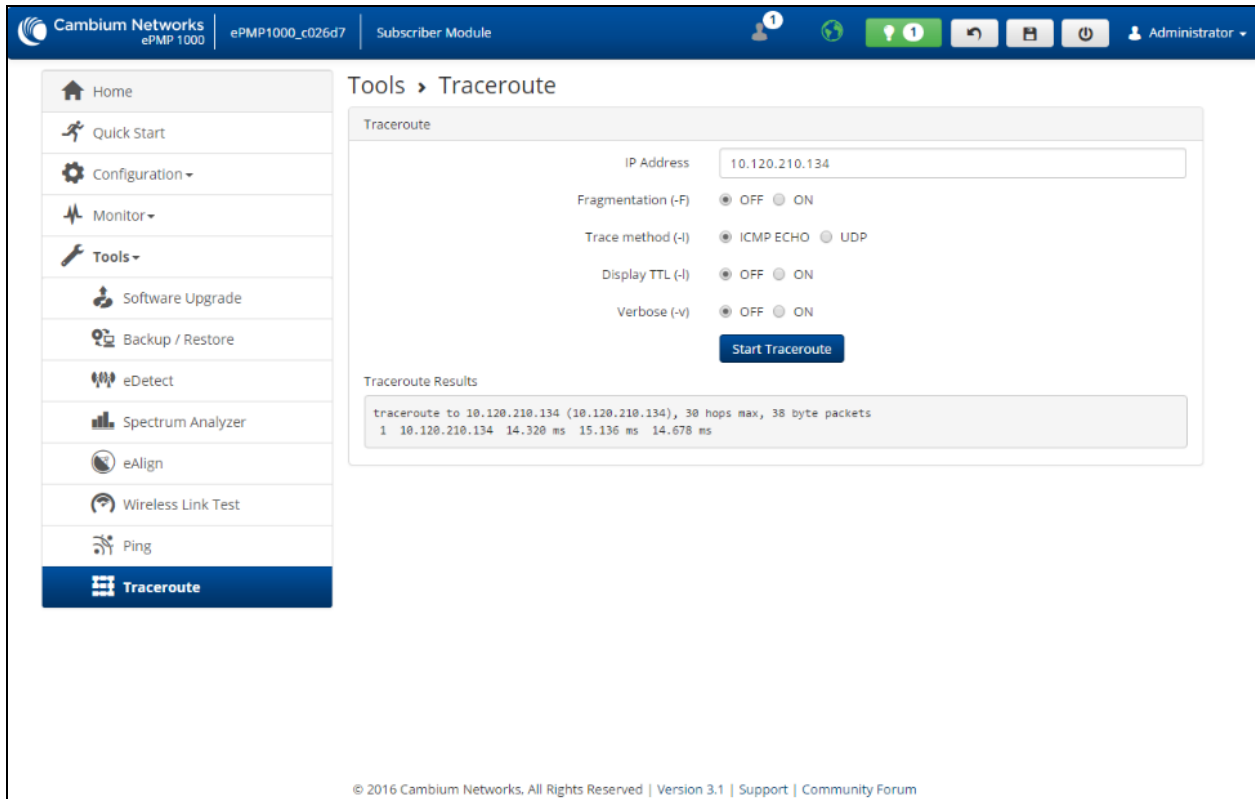 Cambium Networks
ePMP 1000
ePMP1000_c026d7
Subscriber Module
1
1
Administrator
Home
Quick Start
Configuration
Monitor
Tools
Software Upgrade
Backup / Restore
eDetect
Spectrum Analyzer
eAlign
Wireless Link Test
Ping
Traceroute
Tools › Traceroute
Traceroute
IP Address 10.120.210.134
Fragmentation (-F) OFF ON
Trace method (-I) ICMP ECHO UDP
Display TTL (-l) OFF ON
Verbose (-v) OFF ON
Start Traceroute
Traceroute Results
traceroute to 10.120.210.134 (10.120.210.134), 30 hops max, 38 byte packets
1 10.120.210.134 14.320 ms 15.136 ms 14.678 ms
© 2016 Cambium Networks. All Rights Reserved | Version 3.1 | Support | Community Forum